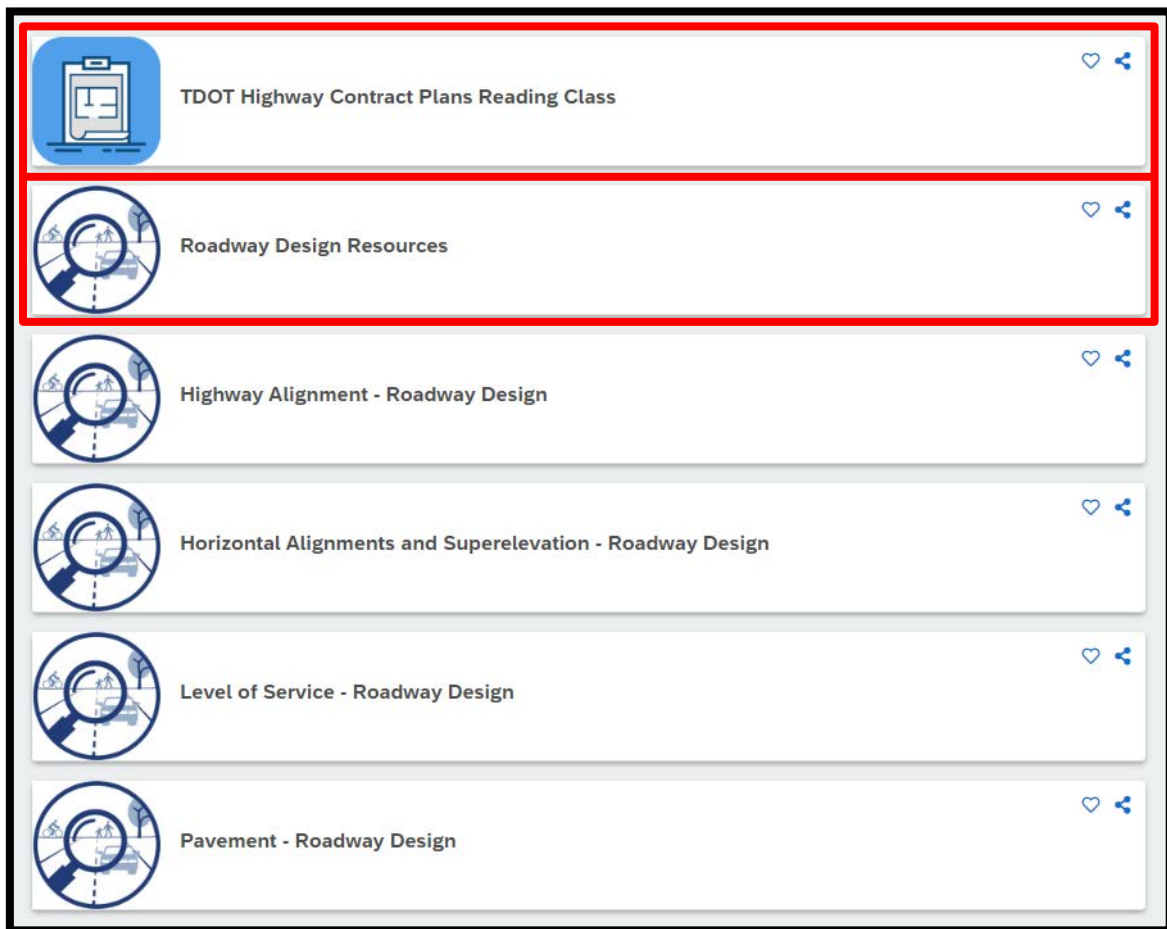 TDOT Highway Contract Plans Reading Class
Roadway Design Resources
Highway Alignment - Roadway Design
Horizontal Alignments and Superelevation - Roadway Design
Level of Service - Roadway Design
Pavement - Roadway Design